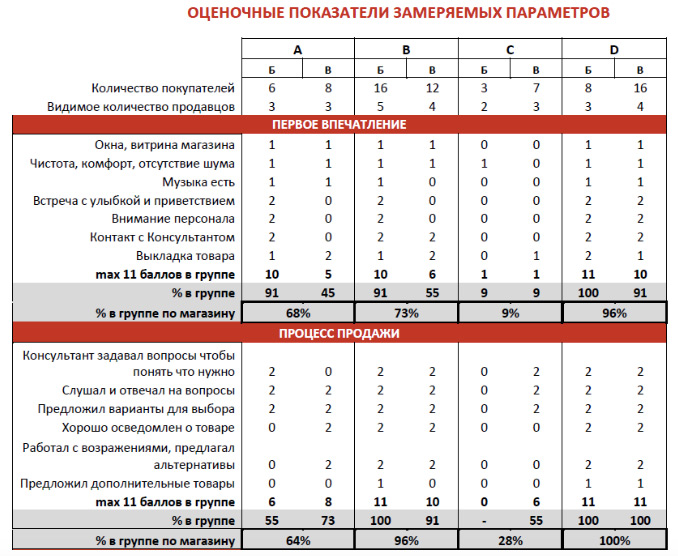 ОЦЕНОЧНЫЕ ПОКАЗАТЕЛИ ЗАМЕРЯЕМЫХ ПАРАМЕТРОВ
A B C D
Б В Б В Б В Б В
Количество покупателей 6 8 16 12 3 7 8 16
Видимое количество продавцов 3 3 5 4 2 3 3 4
ПЕРВОЕ ВПЕЧАТЛЕНИЕ
Окна, витрина магазина 1 1 1 1 0 0 1 1
Чистота, комфорт, отсутствие шума 1 1 1 1 1 0 1 1
Музыка есть 1 1 1 0 0 0 1 1
Встреча с улыбкой и приветствием 2 0 2 0 0 0 2 2
Внимание персонала 2 0 2 0 0 0 2 2
Контакт с Консультантом 2 0 2 2 0 0 2 2
Выкладка товара 1 2 1 2 0 1 2 1
max 11 баллов в группе 10 5 10 6 1 1 11 10
% в группе 91 45 91 55 9 9 100 91
% в группе по магазину 68% 73% 9% 96%
ПРОЦЕСС ПРОДАЖИ
Консультант задавал вопросы чтобы
понять что нужно 2 0 2 2 0 2 2 2
Слушал и отвечал на вопросы 2 2 2 2 0 2 2 2
Предложил варианты для выбора 2 2 2 2 0 2 2 2
Хорошо осведомлен о товаре 0 2 2 2 0 0 2 2
Работал с возражениями, предлагал
альтернативы 0 2 2 2 0 0 2 2
Предложил дополнительные товары 0 0 1 0 0 0 1 1
max 11 баллов в группе 6 8 11 10 0 6 11 11
% в группе 55 73 100 91 - 55 100 100
% в группе по магазину 64% 96% 28% 100%